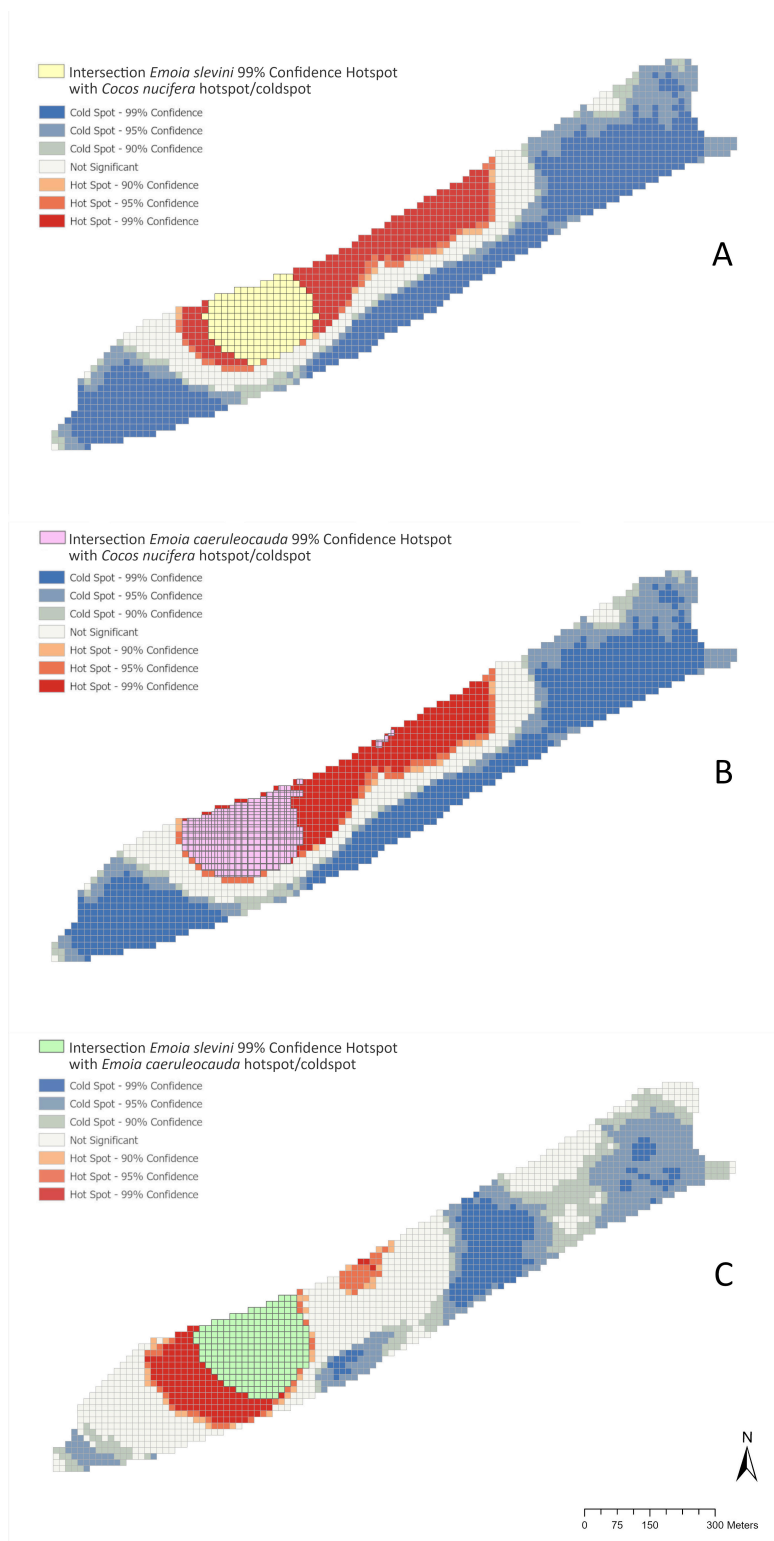 Intersection Emoia slevini 99% Confidence Hotspot
with Cocos nucifera hotspot/coldspot
Cold Spot - 99% Confidence
Cold Spot - 95% Confidence
Cold Spot - 90% Confidence
Not Significant
Hot Spot - 90% Confidence
Hot Spot - 95% Confidence
Hot Spot - 99% Confidence
A
Intersection Emoia caeruleocauda 99% Confidence Hotspot
with Cocos nucifera hotspot/coldspot
Cold Spot - 99% Confidence
Cold Spot - 95% Confidence
Cold Spot - 90% Confidence
Not Significant
Hot Spot - 90% Confidence
Hot Spot - 95% Confidence
Hot Spot - 99% Confidence
B
Intersection Emoia slevini 99% Confidence Hotspot
with Emoia caeruleocauda hotspot/coldspot
Cold Spot - 99% Confidence
Cold Spot - 95% Confidence
Cold Spot - 90% Confidence
Not Significant
Hot Spot - 90% Confidence
Hot Spot - 95% Confidence
Hot Spot - 99% Confidence
C
N
0 75 150 300 Meters